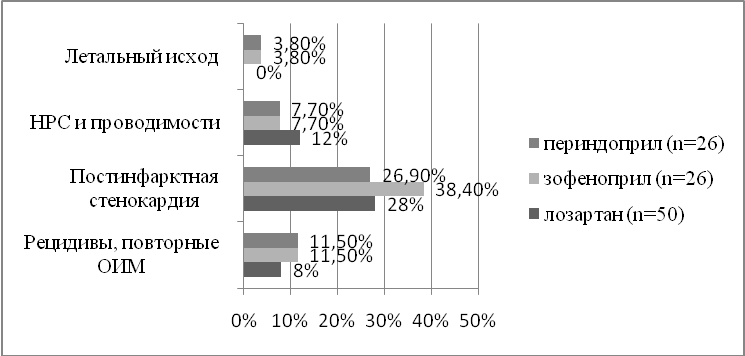 Летальный исход
3,80%
3,80%
0%
НРС и проводимости
7,70%
7,70%
12%
Постинфарктная
стенокардия
26,90%
38,40%
28%
Рецидивы, повторные
ОИМ
11,50%
11,50%
8%
0% 10% 20% 30% 40% 50%
периндоприл (n=26)
зофеноприл (n=26)
лозартан (n=50)